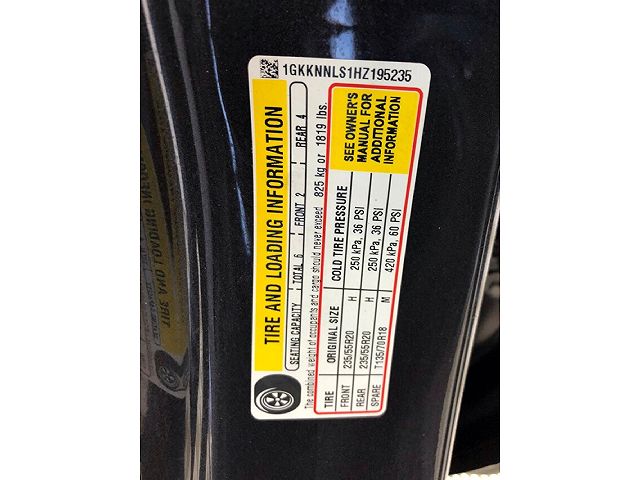 1GKKNNLS1HZ195235
TIRE AND LOADING INFORMATION
SEATING CAPACITY TOTAL 6 FRONT 2 REAR 4
The combined weight of occupants and cargo should never exceed 825 kg or 1819 lbs.
TIRE ORIGINAL SIZE COLD TIRE PRESSURE
FRONT 235/55R20 H 250 kPa, 36 PSI
REAR 235/55R20 H 250 kPa, 36 PSI
SPARE T135/70R18 M 420 kPa, 60 PSI
SEE OWNER'S
MANUAL FOR
ADDITIONAL
INFORMATION